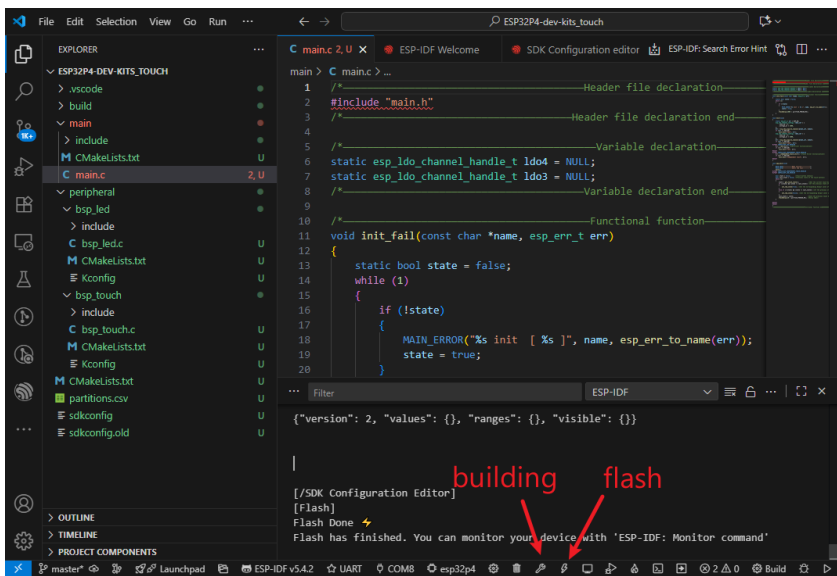 File Edit Selection View Go Run ···
ESP32P4-dev-kits_touch
EXPLORER
ESP32P4-DEV-KITS_TOUCH
.vscode
build
main
include
CMakeLists.txt U
C main.c 2, U
peripheral
bsp_led
include
C bsp_led.c U
CMakeLists.txt U
Kconfig U
bsp_touch
include
C bsp_touch.c U
CMakeLists.txt U
Kconfig U
CMakeLists.txt U
partitions.csv U
sdkconfig U
sdkconfig.old U
OUTLINE
TIMELINE
PROJECT COMPONENTS
1K+
C main.c 2, U
ESP-IDF Welcome
SDK Configuration editor
ESP-IDF: Search Error Hint
main > C main.c > ...
1 /*————————Header file declaration————
2 #include "main.h"
3 /*————————Header file declaration end————
4
5 /*————————Variable declaration————
6 static esp_ldo_channel_handle_t ldo4 = NULL;
7 static esp_ldo_channel_handle_t ldo3 = NULL;
8 /*————————Variable declaration end————
9
10 /*————————Functional function————
11 void init_fail(const char *name, esp_err_t err)
12 {
13 static bool state = false;
14 while (1)
15 {
16 if (!state)
17 {
18 MAIN_ERROR("%s init [ %s ]", name, esp_err_to_name(err));
19 state = true;
20 }
Filter
ESP-IDF
{"version": 2, "values": {}, "ranges": {}, "visible": {}}
[/SDK Configuration Editor]
[Flash]
Flash Done ⚡
Flash has finished. You can monitor your device with 'ESP-IDF: Monitor command'
building
flash
master* Launchpad ESP-IDF v5.4.2 UART COM8 esp32p4 2 0 Build